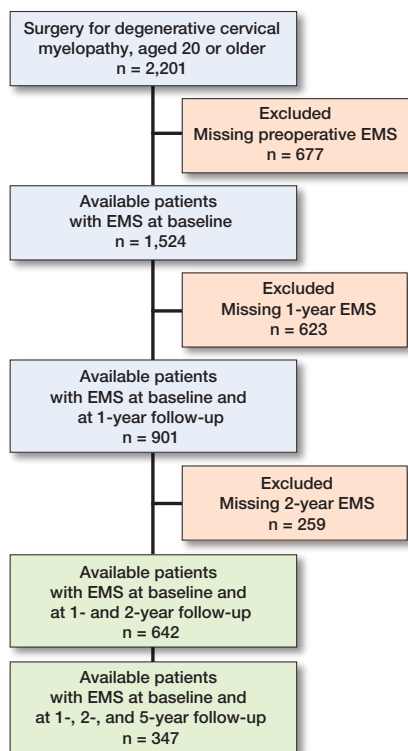 Surgery for degenerative cervical
myelopathy, aged 20 or older
n = 2,201
Excluded
Missing preoperative EMS
n = 677
Available patients
with EMS at baseline
n = 1,524
Excluded
Missing 1-year EMS
n = 623
Available patients
with EMS at baseline and
at 1-year follow-up
n = 901
Excluded
Missing 2-year EMS
n = 259
Available patients
with EMS at baseline and
at 1- and 2-year follow-up
n = 642
Available patients
with EMS at baseline and
at 1-, 2-, and 5-year follow-up
n = 347